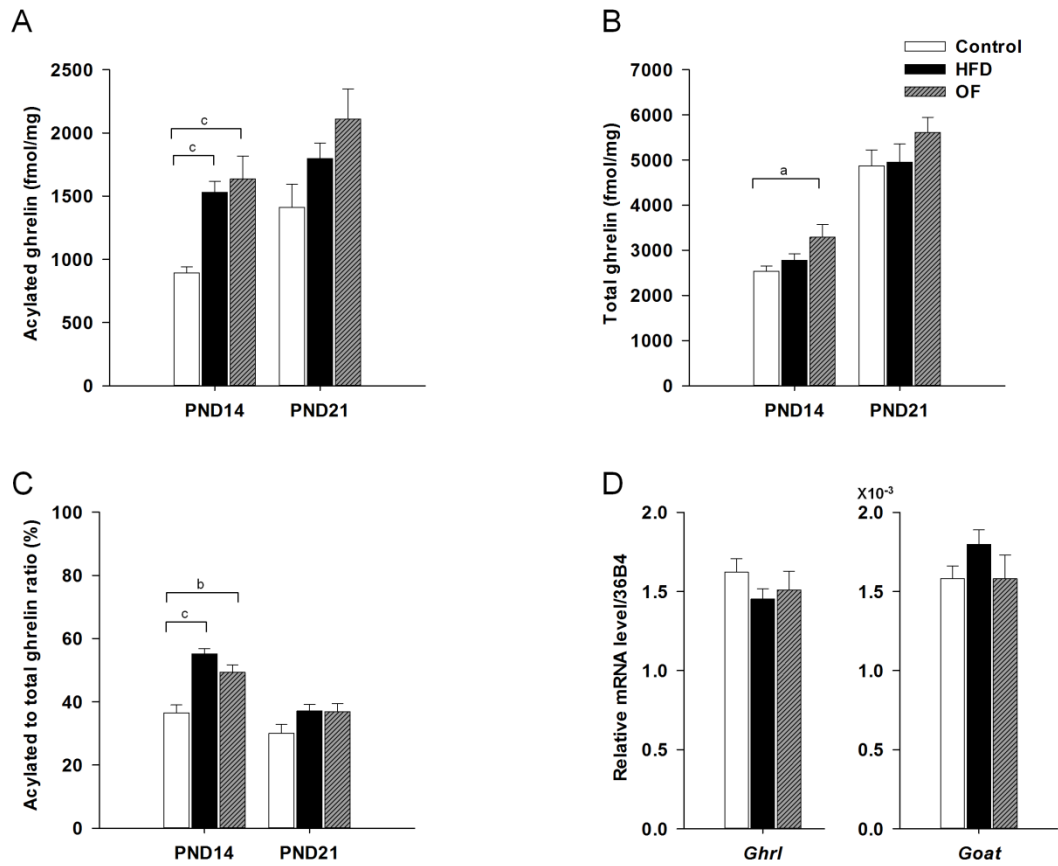 A
Acylated ghrelin (fmol/mg)
2500
2000
1500
1000
500
0
c
c
PND14 PND21
B
Control
HFD
OF
Total ghrelin (fmol/mg)
7000
6000
5000
4000
3000
2000
1000
0
a
PND14 PND21
C
Acylated to total ghrelin ratio (%)
100
80
60
40
20
0
b
c
PND14 PND21
D
Relative mRNA level/36B4
2.0
1.5
1.0
0.5
0.0
Ghrl
X10⁻³
2.0
1.5
1.0
0.5
0.0
Goat